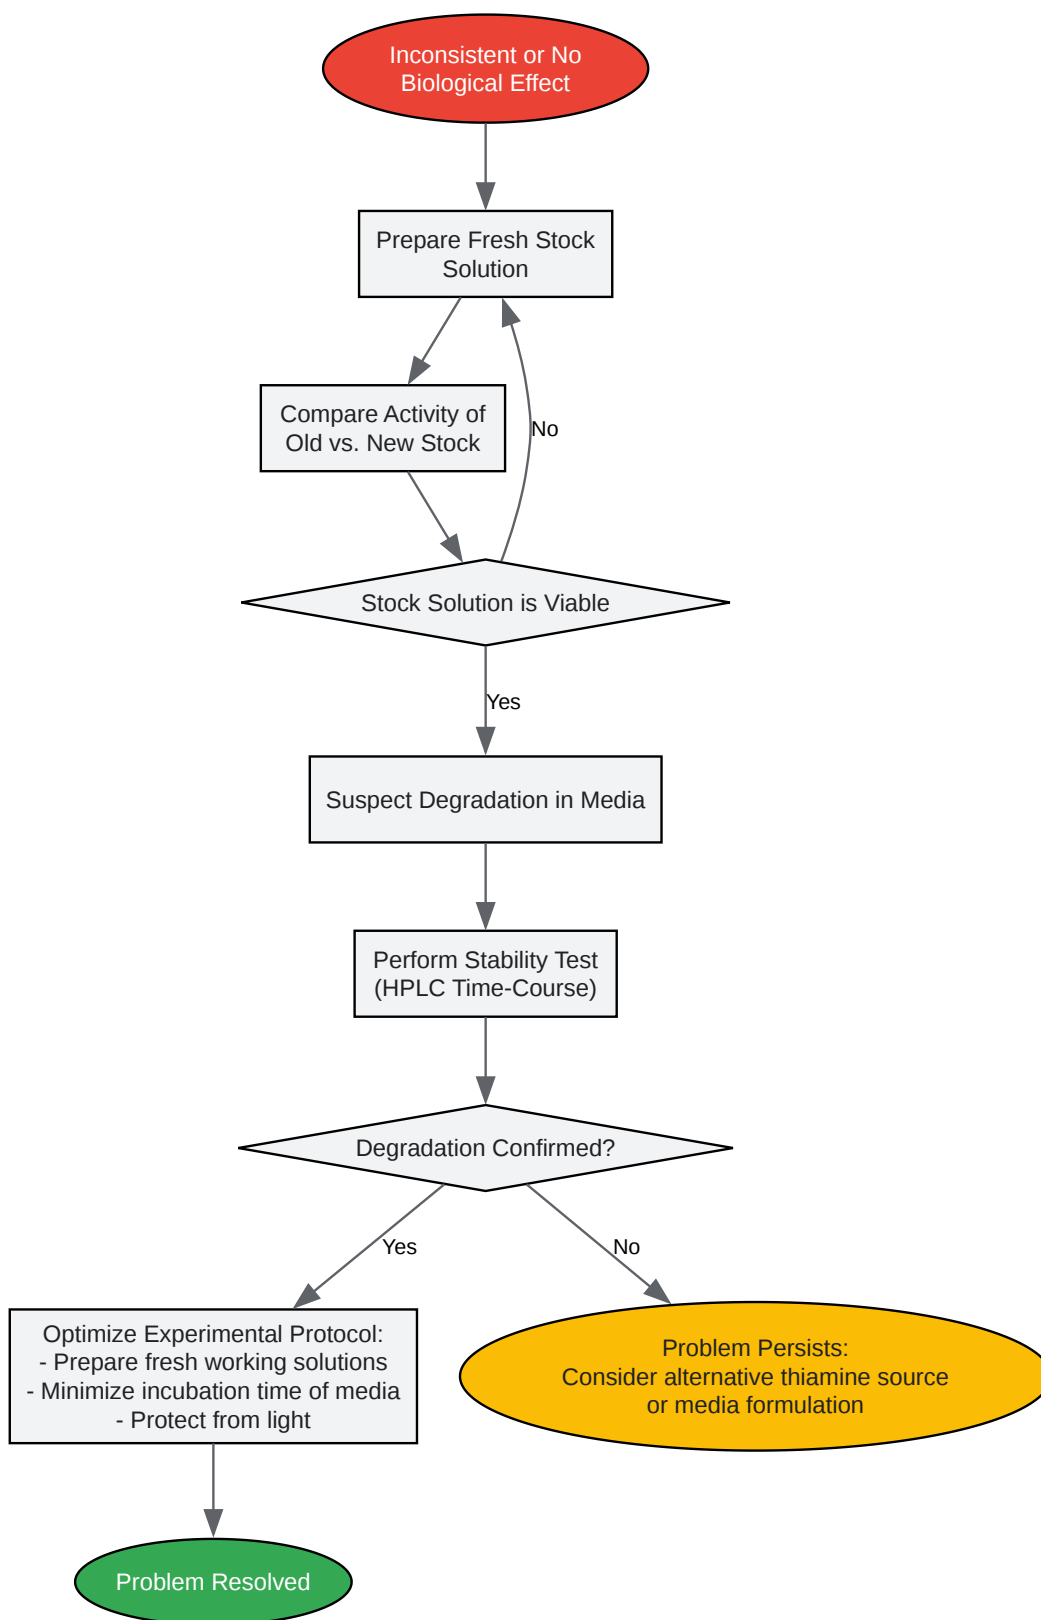 Inconsistent or No
Biological Effect
Prepare Fresh Stock
Solution
Compare Activity of
Old vs. New Stock
No
Stock Solution is Viable
Yes
Suspect Degradation in Media
Perform Stability Test
(HPLC Time-Course)
Degradation Confirmed?
Yes
No
Optimize Experimental Protocol:
- Prepare fresh working solutions
- Minimize incubation time of media
- Protect from light
Problem Persists:
Consider alternative thiamine source
or media formulation
Problem Resolved